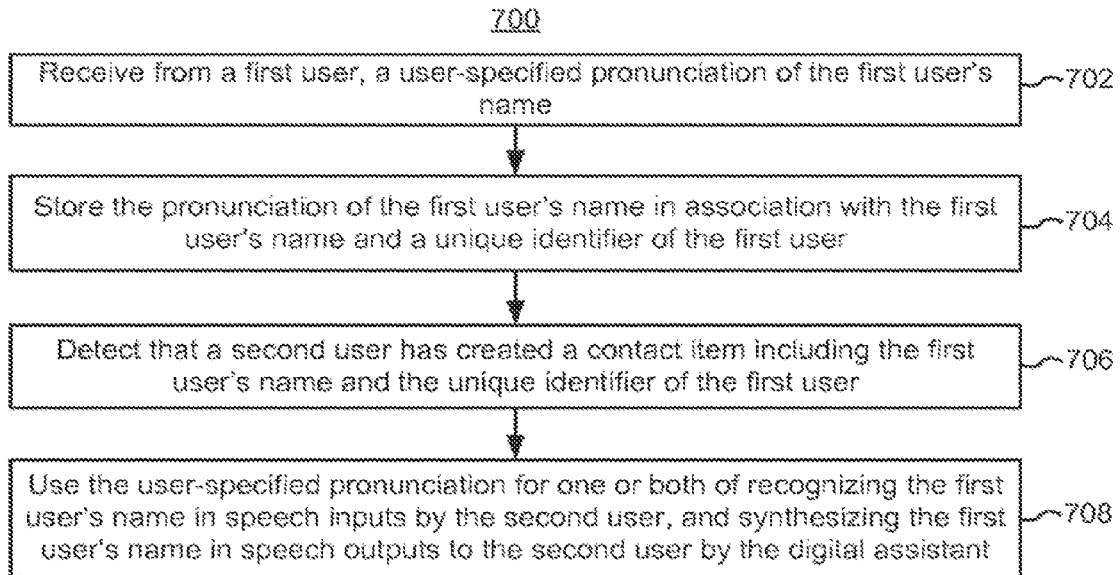 700
Receive from a first user, a user-specified pronunciation of the first user's
name
702
Store the pronunciation of the first user's name in association with the first
user's name and a unique identifier of the first user
704
Detect that a second user has created a contact item including the first
user's name and the unique identifier of the first user
706
Use the user-specified pronunciation for one or both of recognizing the first
user's name in speech inputs by the second user, and synthesizing the first
user's name in speech outputs to the second user by the digital assistant
708